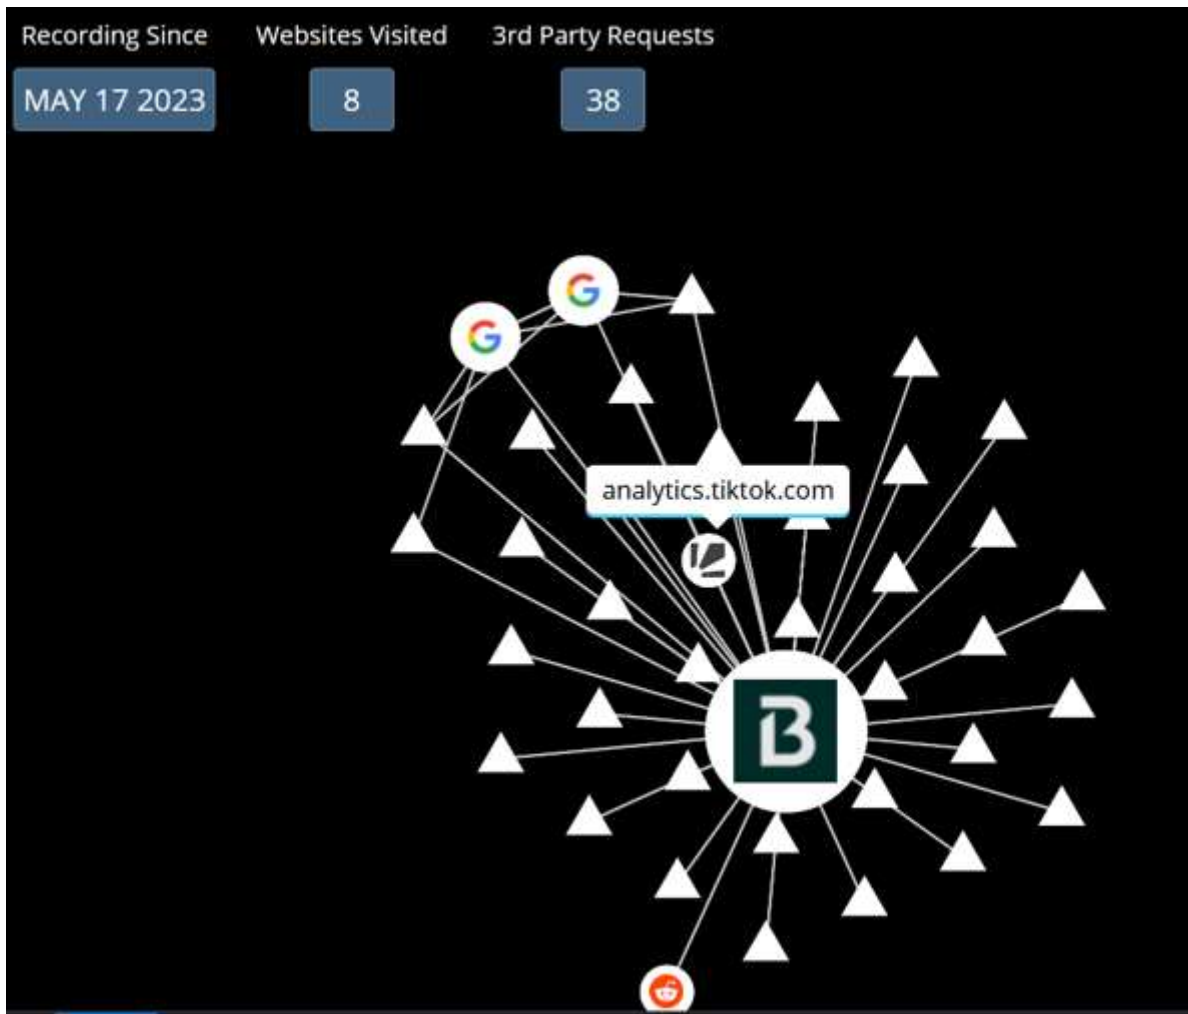 Recording Since
Websites Visited
3rd Party Requests
MAY 17 2023
8
38
analytics.tiktok.com